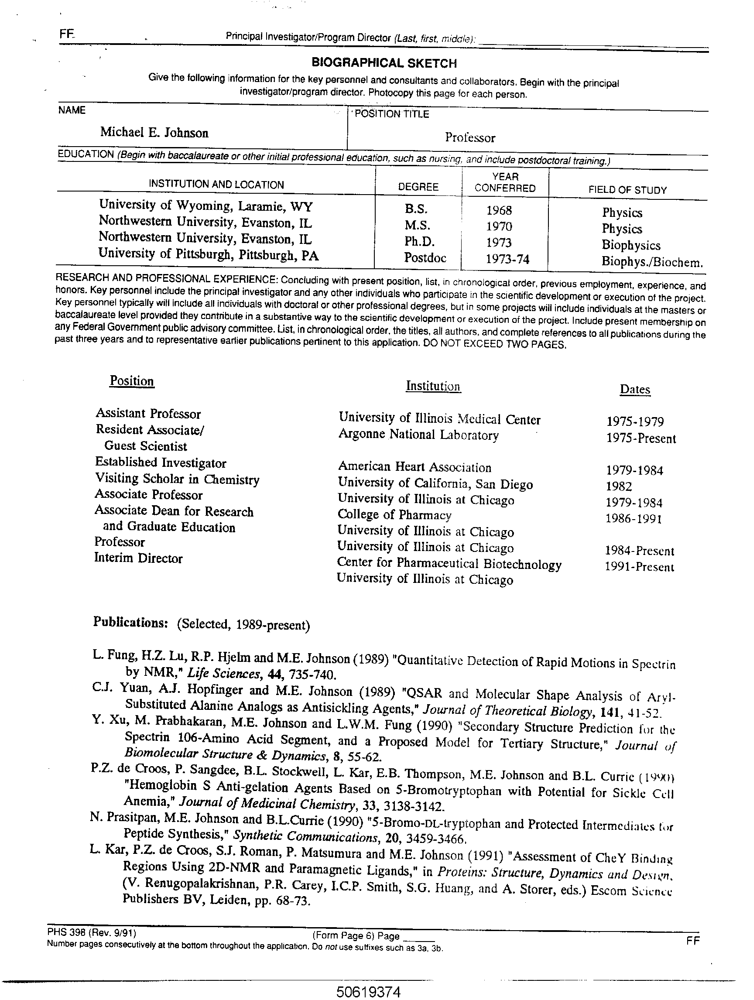 FF
Principal Investigator/Program Director (Last, first, middle):
BIOGRAPHICAL SKETCH
Give the following information for the key personnel and consultants and collaborators. Begin with the principal
investigator/program director. Photocopy this page for each person.
NAME
POSITION TITLE
Michael E. Johnson
Professor
EDUCATION (Begin with baccalaureate or other initial professional education, such as nursing, and include postdoctoral training.)
INSTITUTION AND LOCATION DEGREE YEAR CONFERRED FIELD OF STUDY
University of Wyoming, Laramie, WY B.S. 1968 Physics
Northwestern University, Evanston, IL M.S. 1970 Physics
Northwestern University, Evanston, IL Ph.D. 1973 Biophysics
University of Pittsburgh, Pittsburgh, PA Postdoc 1973-74 Biophys./Biochem.
RESEARCH AND PROFESSIONAL EXPERIENCE: Concluding with present position, list, in chronological order, previous employment, experience, and
honors. Key personnel include the principal investigator and any other individuals who participate in the scientific development or execution of the project.
Key personnel typically will include all individuals with doctoral or other professional degrees, but in some projects will include individuals at the masters or
baccalaureate level provided they contribute in a substantive way to the scientific development or execution of the project. Include present membership on
any Federal Government public advisory committee. List, in chronological order, the titles, all authors, and complete references to all publications during the
past three years and to representative earlier publications pertinent to this application. DO NOT EXCEED TWO PAGES.
Position Institution Dates
Assistant Professor University of Illinois Medical Center 1975-1979
Resident Associate/ Argonne National Laboratory 1975-Present
Guest Scientist
Established Investigator American Heart Association 1979-1984
Visiting Scholar in Chemistry University of California, San Diego 1982
Associate Professor University of Illinois at Chicago 1979-1984
Associate Dean for Research College of Pharmacy 1986-1991
and Graduate Education University of Illinois at Chicago
Professor University of Illinois at Chicago 1984-Present
Interim Director Center for Pharmaceutical Biotechnology 1991-Present
University of Illinois at Chicago
Publications: (Selected, 1989-present)
L. Fung, H.Z. Lu, R.P. Hjelm and M.E. Johnson (1989) "Quantitative Detection of Rapid Motions in Spectrin
by NMR," Life Sciences, 44, 735-740.
C.J. Yuan, A.J. Hopfinger and M.E. Johnson (1989) "QSAR and Molecular Shape Analysis of Aryl-
Substituted Alanine Analogs as Antisickling Agents," Journal of Theoretical Biology, 141, 41-52.
Y. Xu, M. Prabhakaran, M.E. Johnson and L.W.M. Fung (1990) "Secondary Structure Prediction for the
Spectrin 106-Amino Acid Segment, and a Proposed Model for Tertiary Structure," Journal of
Biomolecular Structure & Dynamics, 8, 55-62.
P.Z. de Croos, P. Sangdee, B.L. Stockwell, L. Kar, E.B. Thompson, M.E. Johnson and B.L. Currie (1990)
"Hemoglobin S Anti-gelation Agents Based on 5-Bromotryptophan with Potential for Sickle Cell
Anemia," Journal of Medicinal Chemistry, 33, 3138-3142.
N. Prasitpan, M.E. Johnson and B.L.Currie (1990) "5-Bromo-DL-tryptophan and Protected Intermediates for
Peptide Synthesis," Synthetic Communications, 20, 3459-3466.
L. Kar, P.Z. de Croos, S.J. Roman, P. Matsumura and M.E. Johnson (1991) "Assessment of CheY Binding
Regions Using 2D-NMR and Paramagnetic Ligands," in Proteins: Structure, Dynamics and Design,
(V. Renugopalakrishnan, P.R. Carey, I.C.P. Smith, S.G. Huang, and A. Storer, eds.) Escom Science
Publishers BV, Leiden, pp. 68-73.
PHS 398 (Rev. 9/91) (Form Page 6) Page FF
Number pages consecutively at the bottom throughout the application. Do not use suffixes such as 3a, 3b.
50619374